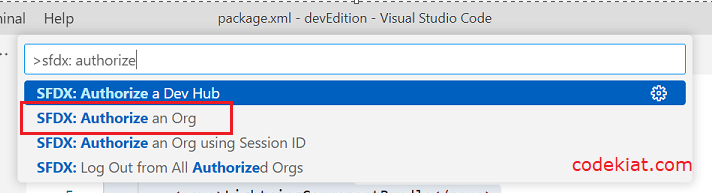 ninal Help package.xml - devEdition - Visual Studio Code
>sfdx: authorize
SFDX: Authorize a Dev Hub
SFDX: Authorize an Org
SFDX: Authorize an Org using Session ID
SFDX: Log Out from All Authorized Orgs
codekiat.com